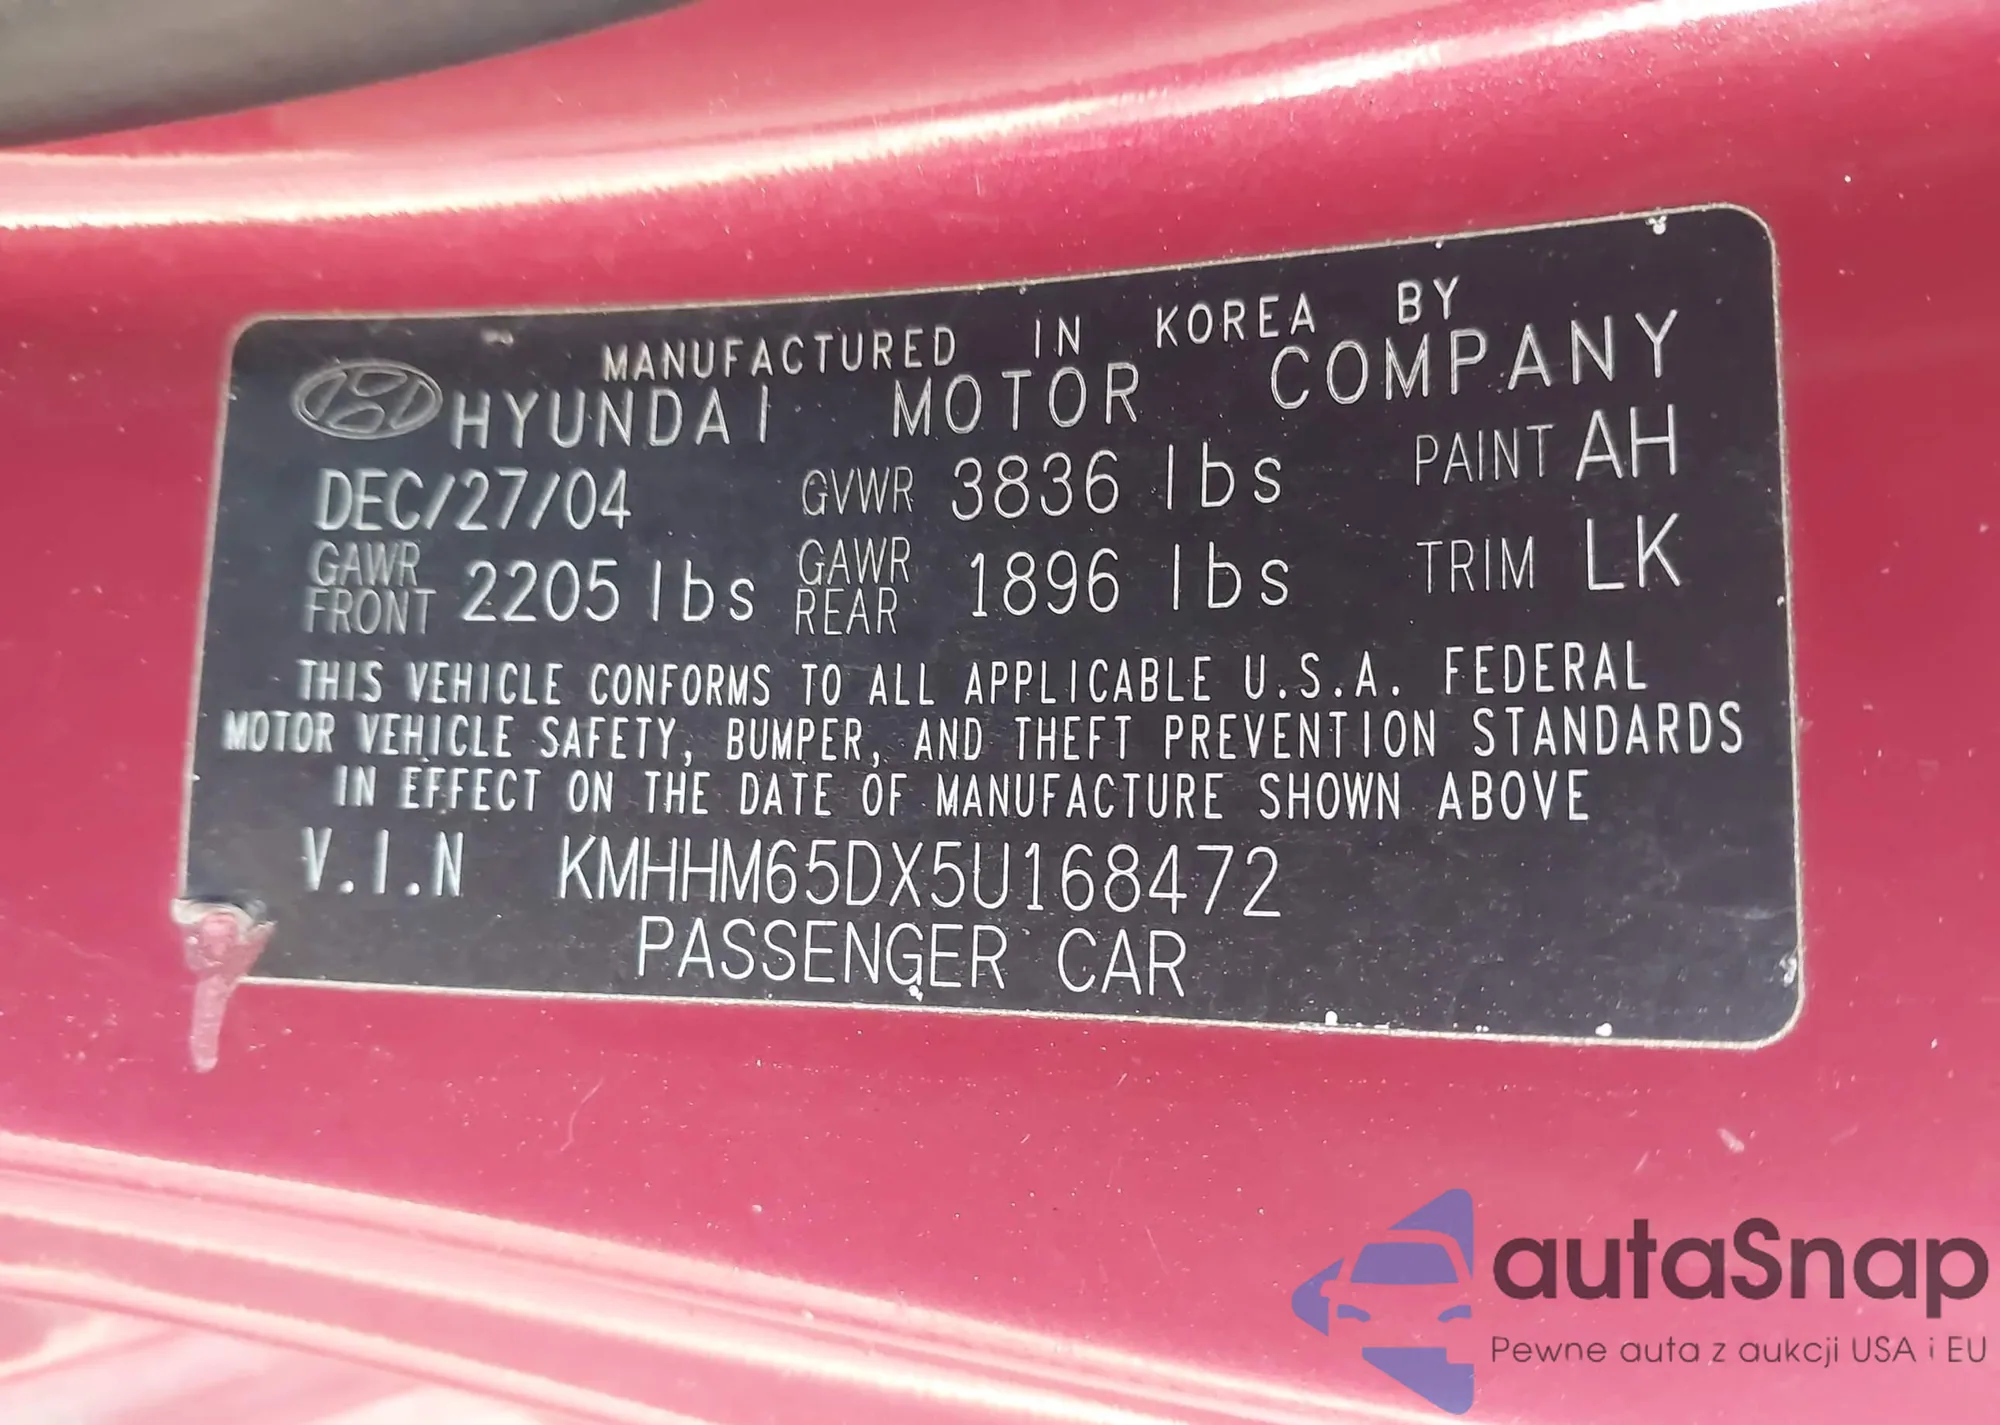 MANUFACTURED IN KOREA BY
HYUNDAI MOTOR COMPANY
DEC/27/04 GVWR 3836 lbs PAINT AH
GAWR FRONT 2205 lbs GAWR REAR 1896 lbs TRIM LK
THIS VEHICLE CONFORMS TO ALL APPLICABLE U.S.A. FEDERAL
MOTOR VEHICLE SAFETY, BUMPER, AND THEFT PREVENTION STANDARDS
IN EFFECT ON THE DATE OF MANUFACTURE SHOWN ABOVE
V.I.N KMHHM65DX5U168472
PASSENGER CAR
autaSnap
Pewne auta z aukcji USA i EU